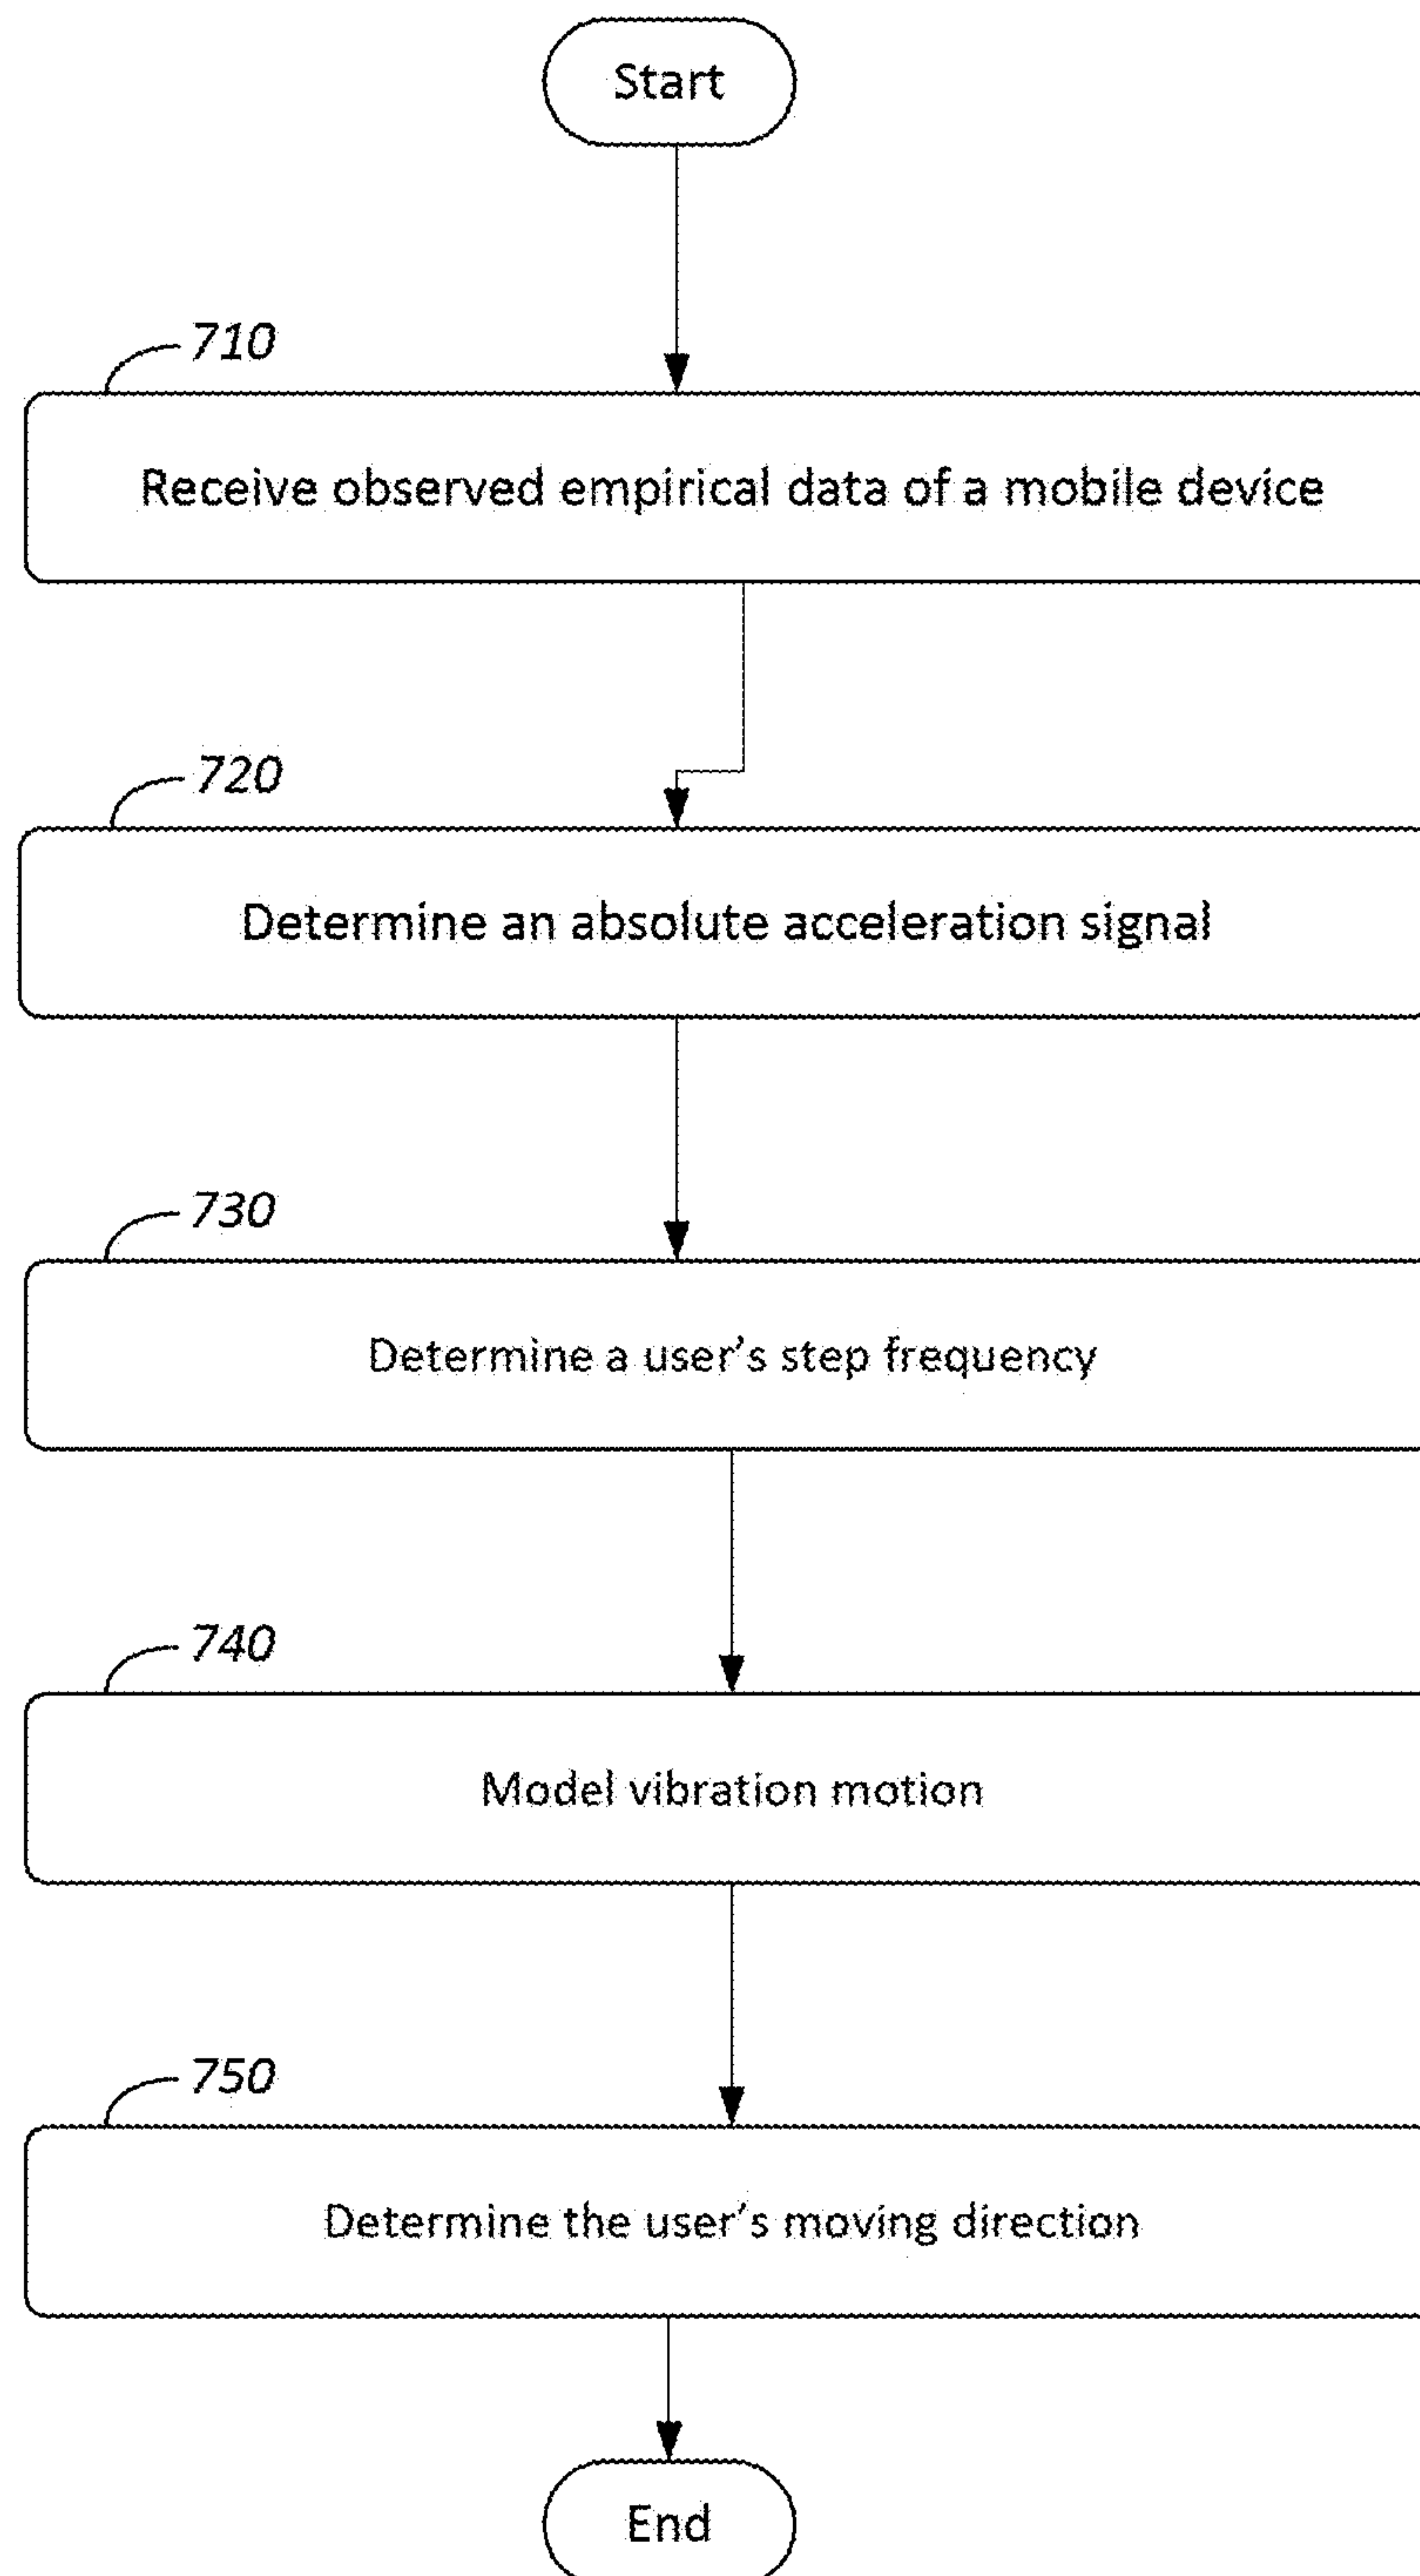 Start
710
Receive observed empirical data of a mobile device
720
Determine an absolute acceleration signal
730
Determine a user's step frequency
740
Model vibration motion
750
Determine the user's moving direction
End